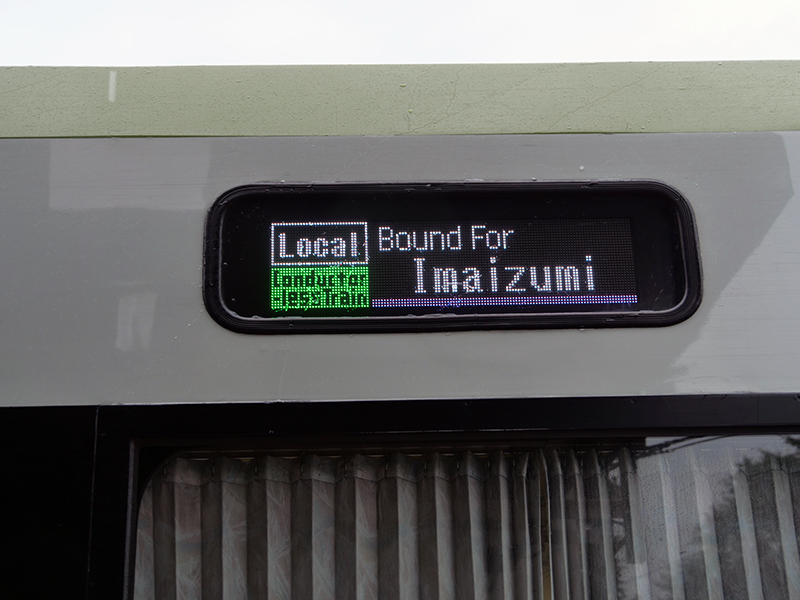 Local
Conductor
-less Train
Bound For
Imaizumi